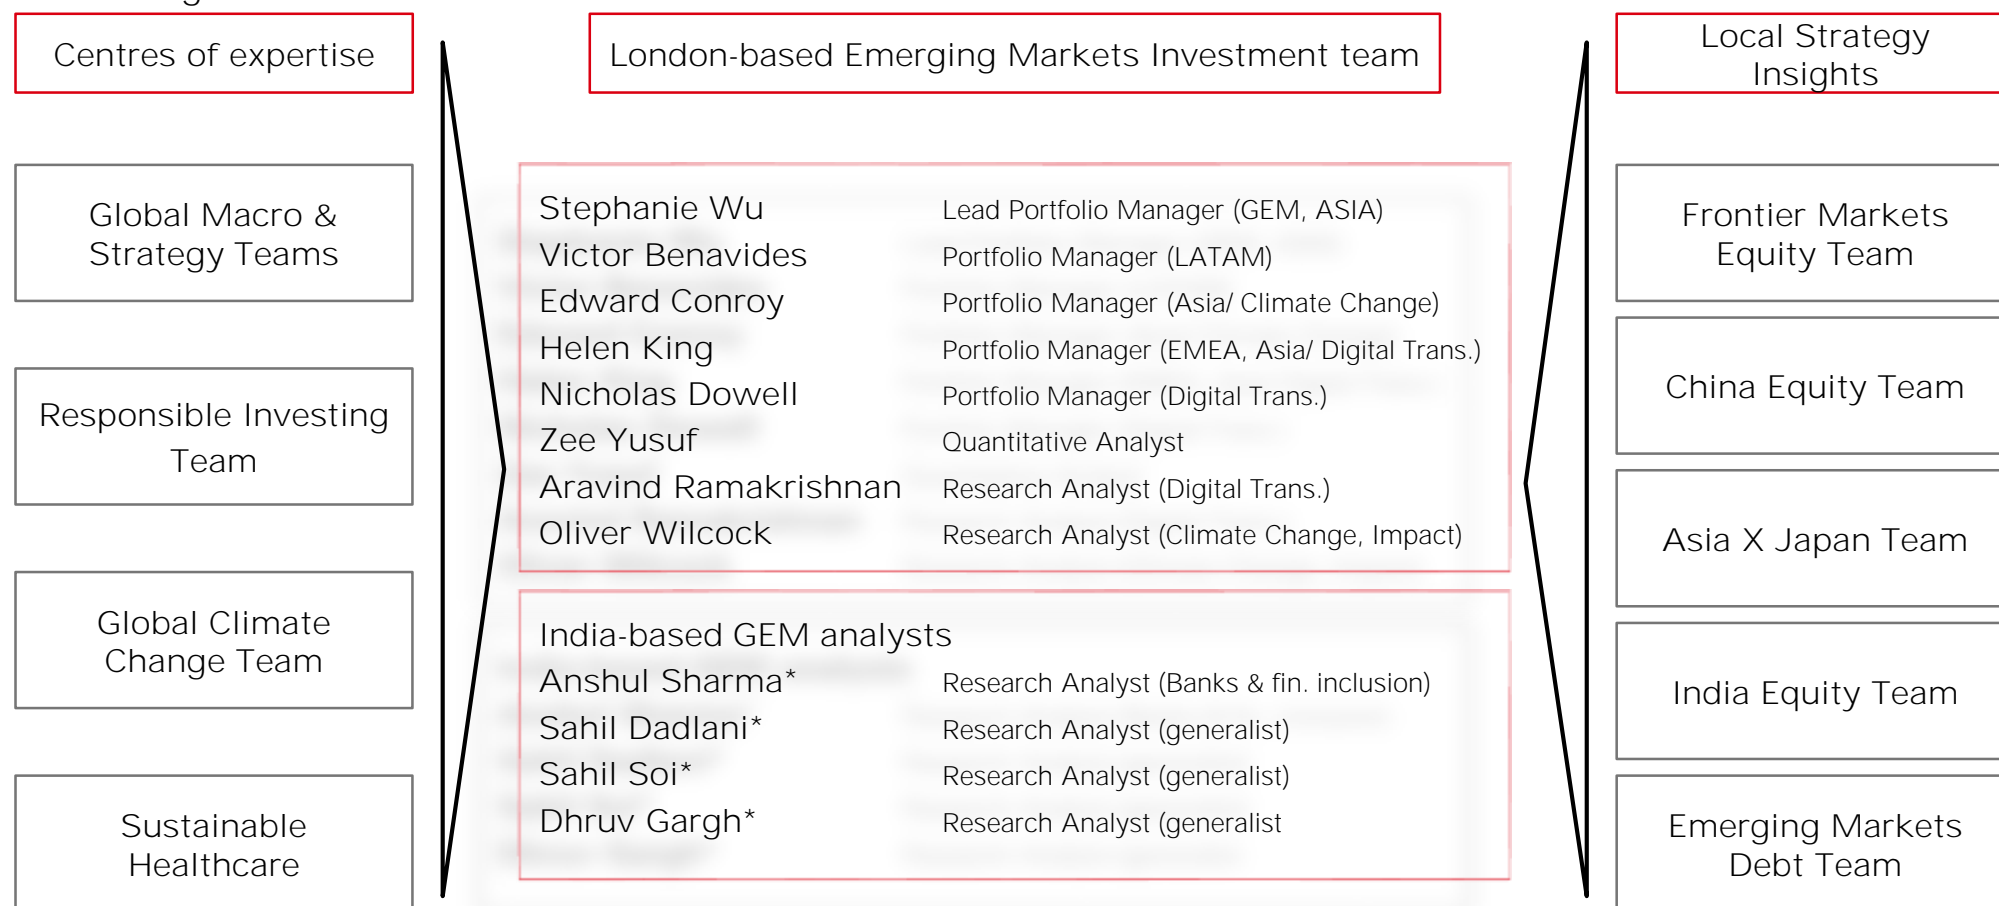 Centres of expertise
London-based Emerging Markets Investment team
Local Strategy
Insights
Global Macro &
Strategy Teams
Responsible Investing
Team
Global Climate
Change Team
Sustainable
Healthcare
Stephanie Wu Lead Portfolio Manager (GEM, ASIA)
Victor Benavides Portfolio Manager (LATAM)
Edward Conroy Portfolio Manager (Asia/ Climate Change)
Helen King Portfolio Manager (EMEA, Asia/ Digital Trans.)
Nicholas Dowell Portfolio Manager (Digital Trans.)
Zee Yusuf Quantitative Analyst
Aravind Ramakrishnan Research Analyst (Digital Trans.)
Oliver Wilcock Research Analyst (Climate Change, Impact)
India-based GEM analysts
Anshul Sharma* Research Analyst (Banks & fin. inclusion)
Sahil Dadlani* Research Analyst (generalist)
Sahil Soi* Research Analyst (generalist)
Dhruv Gargh* Research Analyst (generalist
Frontier Markets
Equity Team
China Equity Team
Asia X Japan Team
India Equity Team
Emerging Markets
Debt Team